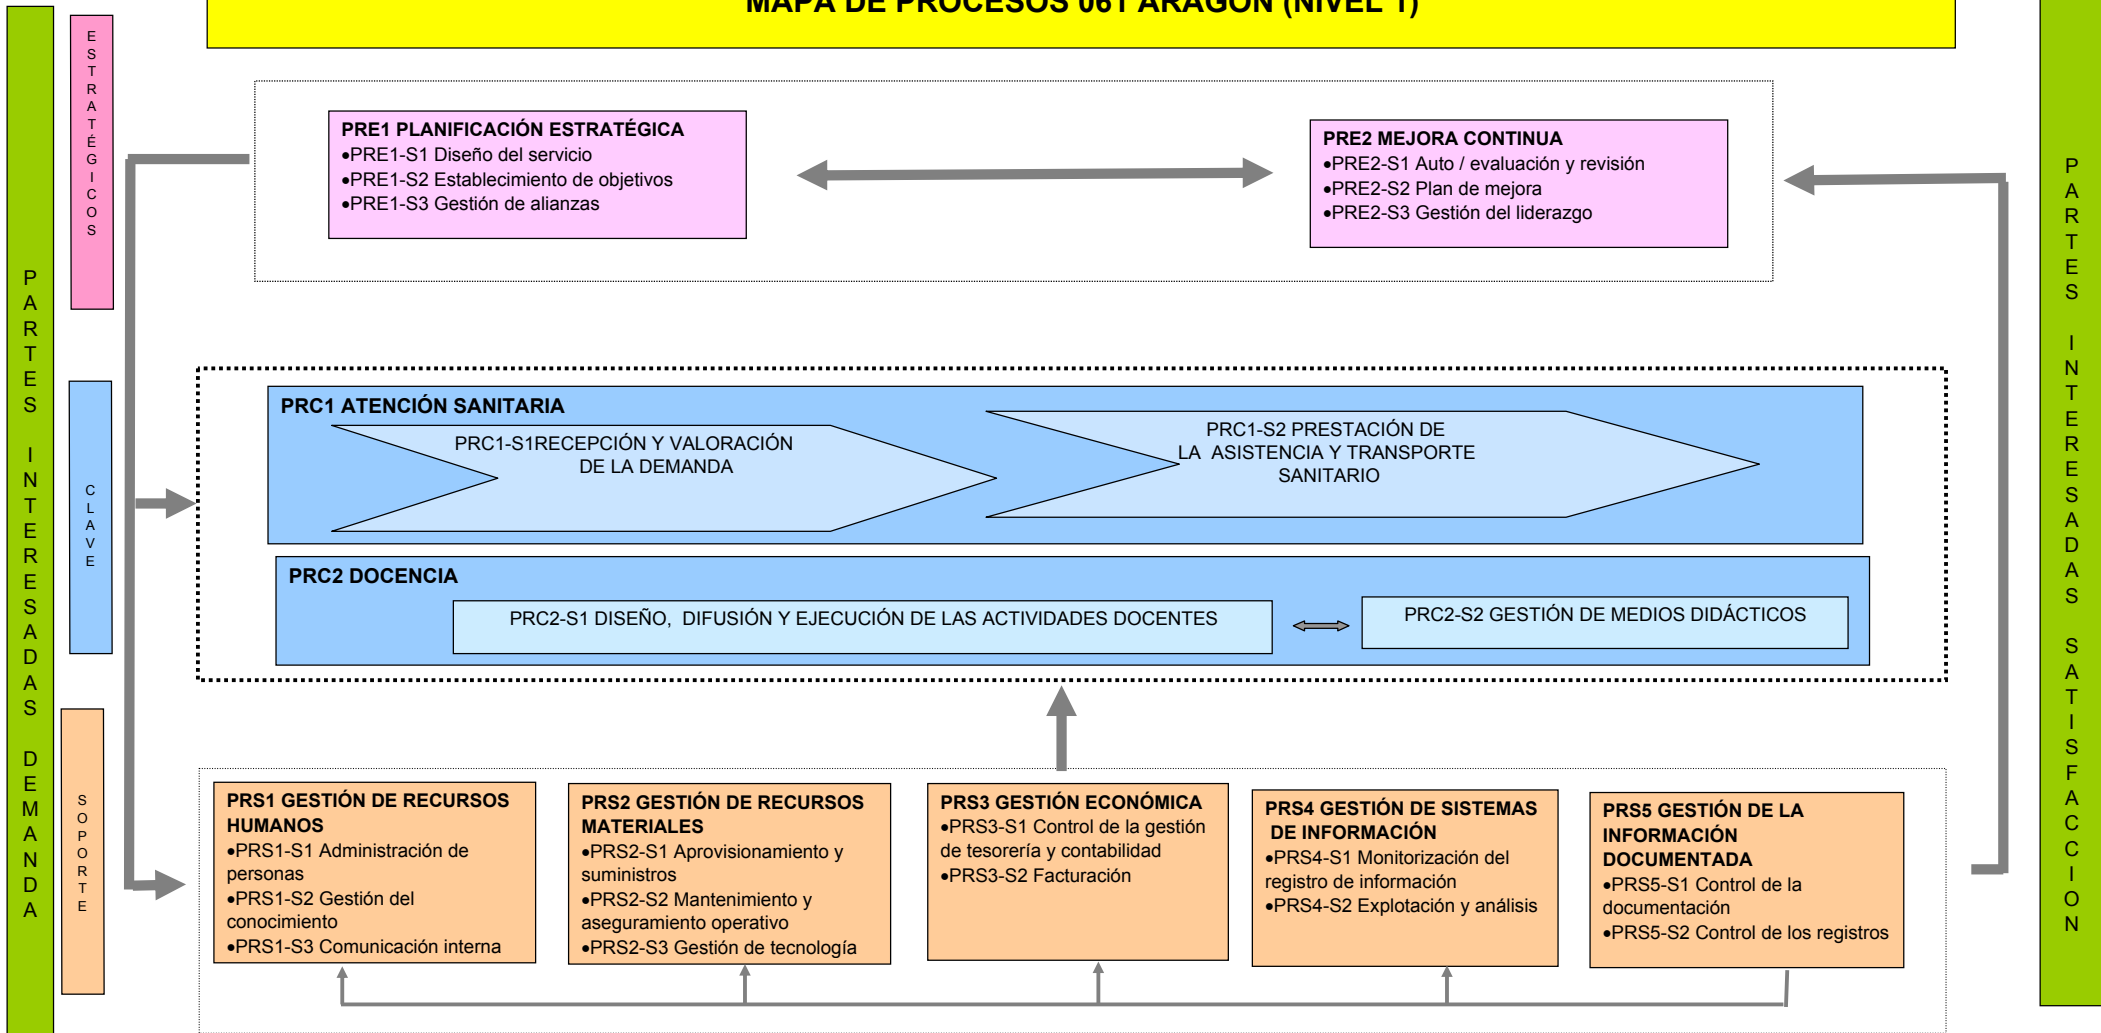 MAPA DE PROCESOS 061 ARAGON (NIVEL 1)
PARTES INTERESADAS DEMANDA
ESTRATÉGICOS
PRE1 PLANIFICACIÓN ESTRATÉGICA
•PRE1-S1 Diseño del servicio
•PRE1-S2 Establecimiento de objetivos
•PRE1-S3 Gestión de alianzas
PRE2 MEJORA CONTINUA
•PRE2-S1 Auto / evaluación y revisión
•PRE2-S2 Plan de mejora
•PRE2-S3 Gestión del liderazgo
CLAVE
PRC1 ATENCIÓN SANITARIA
PRC1-S1RECEPCIÓN Y VALORACIÓN
DE LA DEMANDA
PRC1-S2 PRESTACIÓN DE
LA ASISTENCIA Y TRANSPORTE
SANITARIO
PRC2 DOCENCIA
PRC2-S1 DISEÑO, DIFUSIÓN Y EJECUCIÓN DE LAS ACTIVIDADES DOCENTES
PRC2-S2 GESTIÓN DE MEDIOS DIDÁCTICOS
SOPORTE
PRS1 GESTIÓN DE RECURSOS
HUMANOS
•PRS1-S1 Administración de
personas
•PRS1-S2 Gestión del
conocimiento
•PRS1-S3 Comunicación interna
PRS2 GESTIÓN DE RECURSOS
MATERIALES
•PRS2-S1 Aprovisionamiento y
suministros
•PRS2-S2 Mantenimiento y
aseguramiento operativo
•PRS2-S3 Gestión de tecnología
PRS3 GESTIÓN ECONÓMICA
•PRS3-S1 Control de la gestión
de tesorería y contabilidad
•PRS3-S2 Facturación
PRS4 GESTIÓN DE SISTEMAS
DE INFORMACIÓN
•PRS4-S1 Monitorización del
registro de información
•PRS4-S2 Explotación y análisis
PRS5 GESTIÓN DE LA
INFORMACIÓN
DOCUMENTADA
•PRS5-S1 Control de la
documentación
•PRS5-S2 Control de los registros
PARTES INTERESADAS SATISFACCION